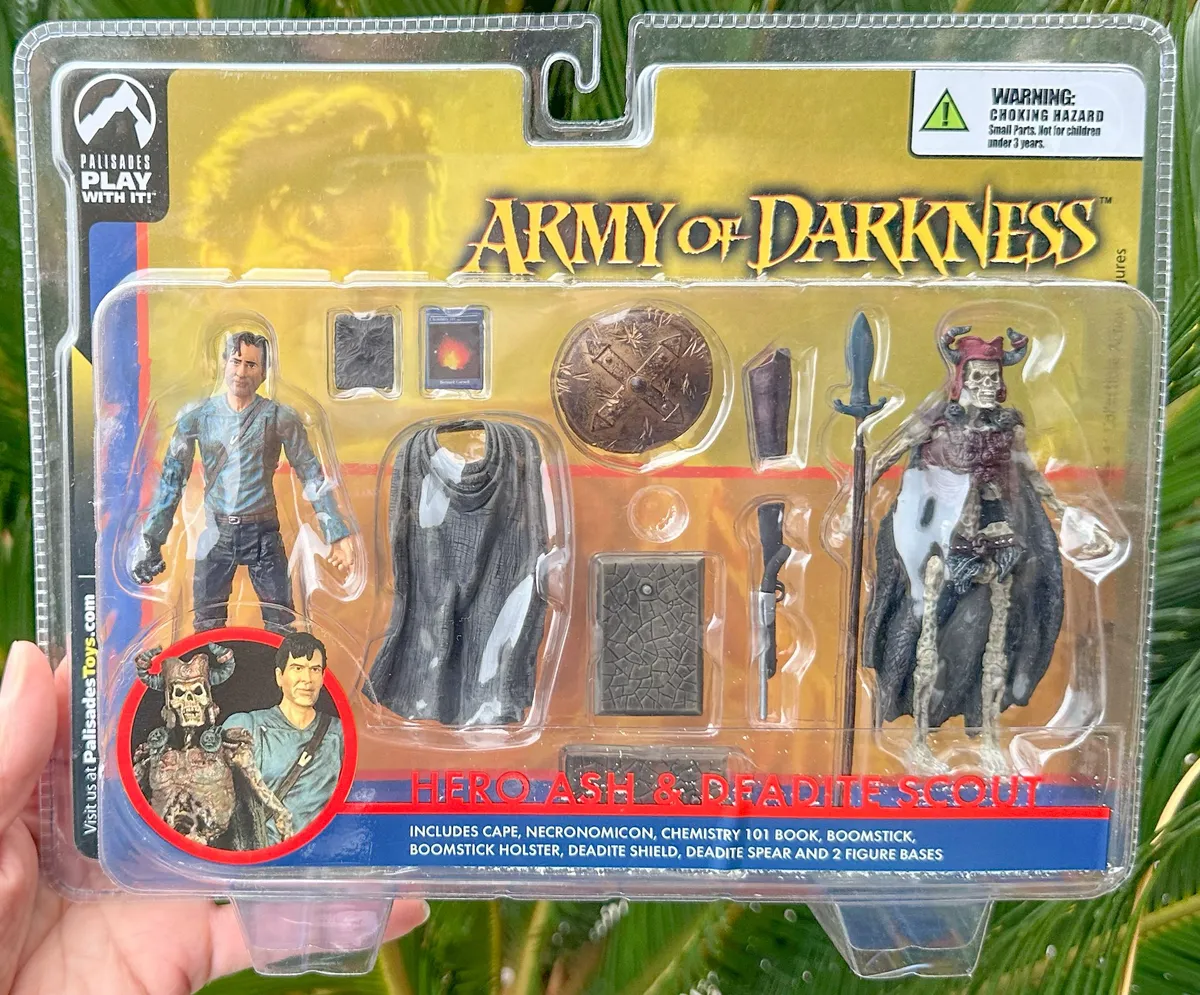 PALISADES
PLAY
WITH IT!™
WARNING:
CHOKING HAZARD
Small Parts. Not for children
under 3 years.
ARMY OF DARKNESS™
Visit us at PalisadesToys.com
HERO ASH & DEADITE SCOUT
INCLUDES CAPE, NECRONOMICON, CHEMISTRY 101 BOOK, BOOMSTICK,
BOOMSTICK HOLSTER, DEADITE SHIELD, DEADITE SPEAR AND 2 FIGURE BASES